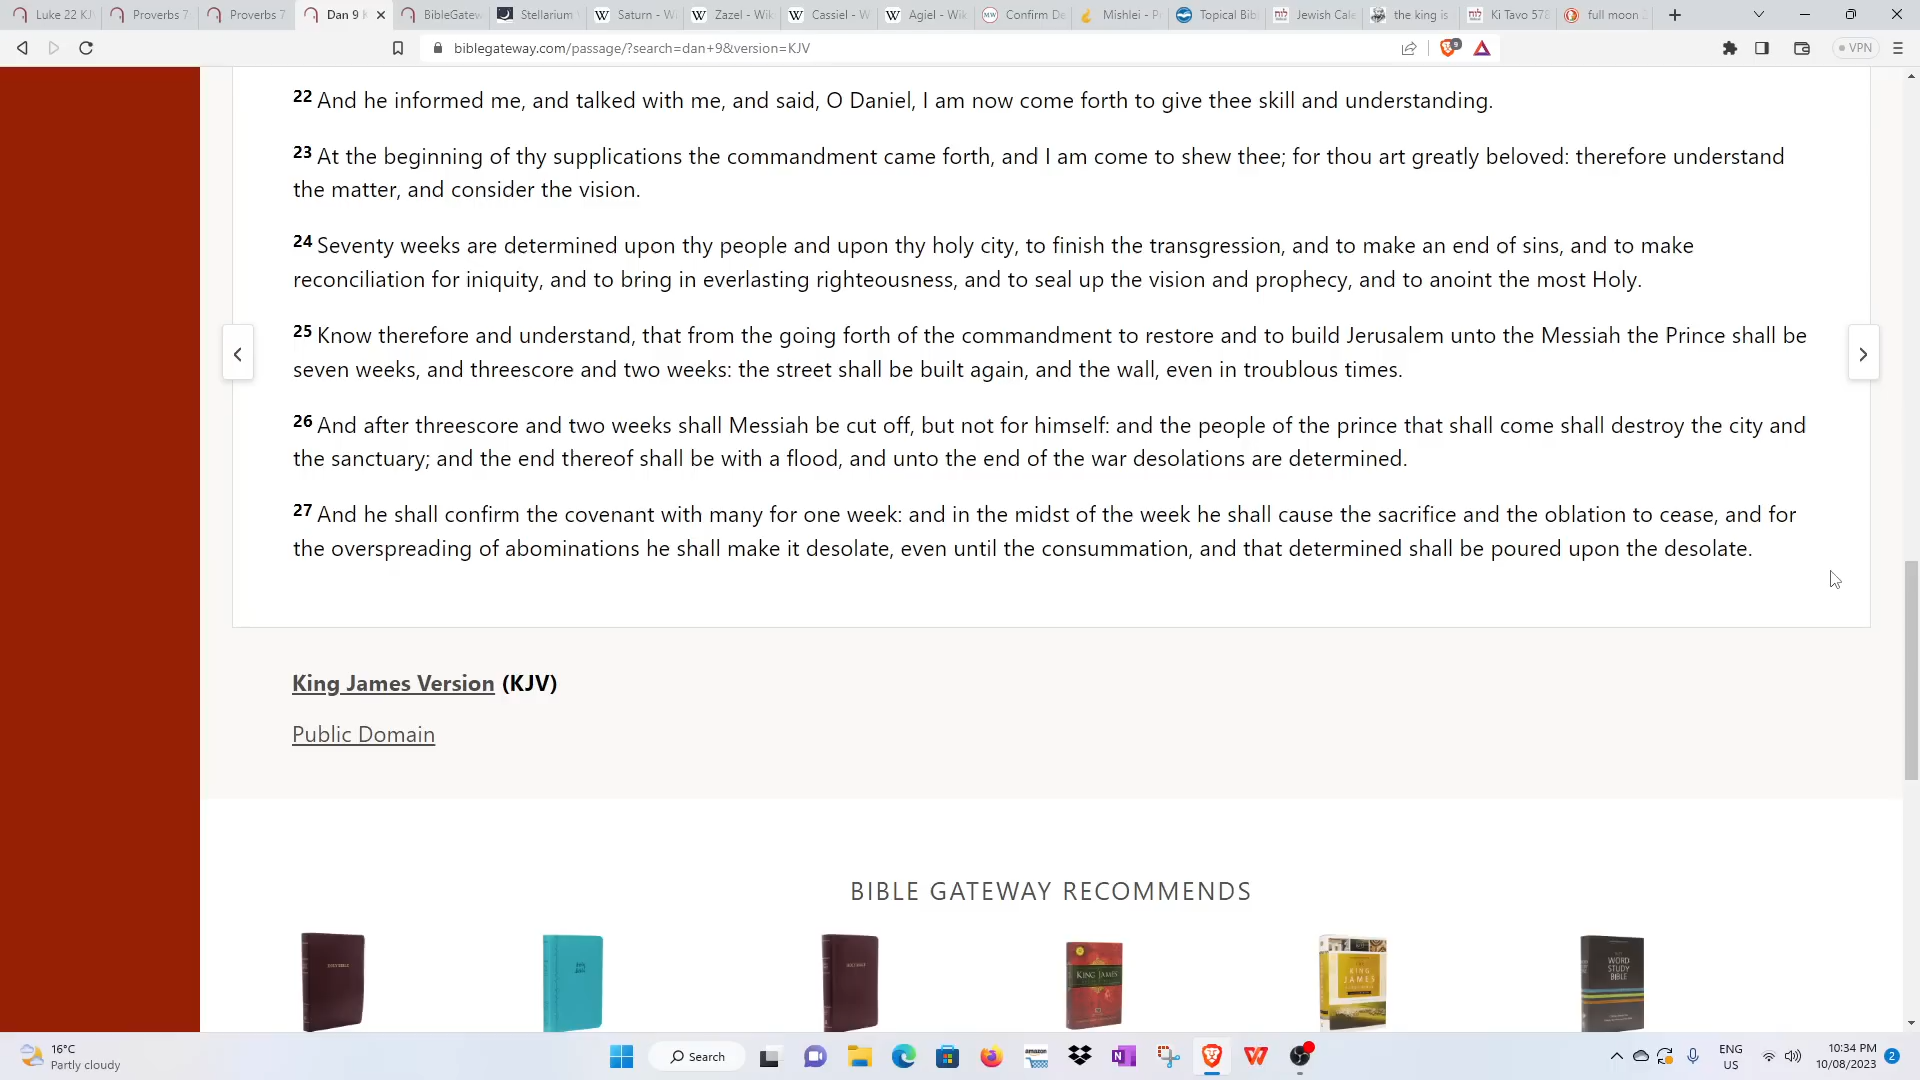 Luke 22 KJ
Proverbs 7
Proverbs 7
Dan 9 K
BibleGatew
Stellarium
Saturn - Wi
Zazel - Wik
Cassiel - W
Agiel - Wik
Confirm De
Mishlei - P
Topical Bib
Jewish Cale
the king is
Ki Tavo 578
full moon 2
biblegateway.com/passage/?search=dan+9&version=KJV
9
VPN
22 And he informed me, and talked with me, and said, O Daniel, I am now come forth to give thee skill and understanding.
23 At the beginning of thy supplications the commandment came forth, and I am come to shew thee; for thou art greatly beloved: therefore understand
the matter, and consider the vision.
24 Seventy weeks are determined upon thy people and upon thy holy city, to finish the transgression, and to make an end of sins, and to make
reconciliation for iniquity, and to bring in everlasting righteousness, and to seal up the vision and prophecy, and to anoint the most Holy.
25 Know therefore and understand, that from the going forth of the commandment to restore and to build Jerusalem unto the Messiah the Prince shall be
seven weeks, and threescore and two weeks: the street shall be built again, and the wall, even in troublous times.
26 And after threescore and two weeks shall Messiah be cut off, but not for himself: and the people of the prince that shall come shall destroy the city and
the sanctuary; and the end thereof shall be with a flood, and unto the end of the war desolations are determined.
27 And he shall confirm the covenant with many for one week: and in the midst of the week he shall cause the sacrifice and the oblation to cease, and for
the overspreading of abominations he shall make it desolate, even until the consummation, and that determined shall be poured upon the desolate.
King James Version (KJV)
Public Domain
BIBLE GATEWAY RECOMMENDS
HOLY BIBLE
KING JAMES
KING JAMES
WORD
STUDY
BIBLE
16°C
Partly cloudy
Search
amazon
ENG
US
10:34 PM
10/08/2023
2